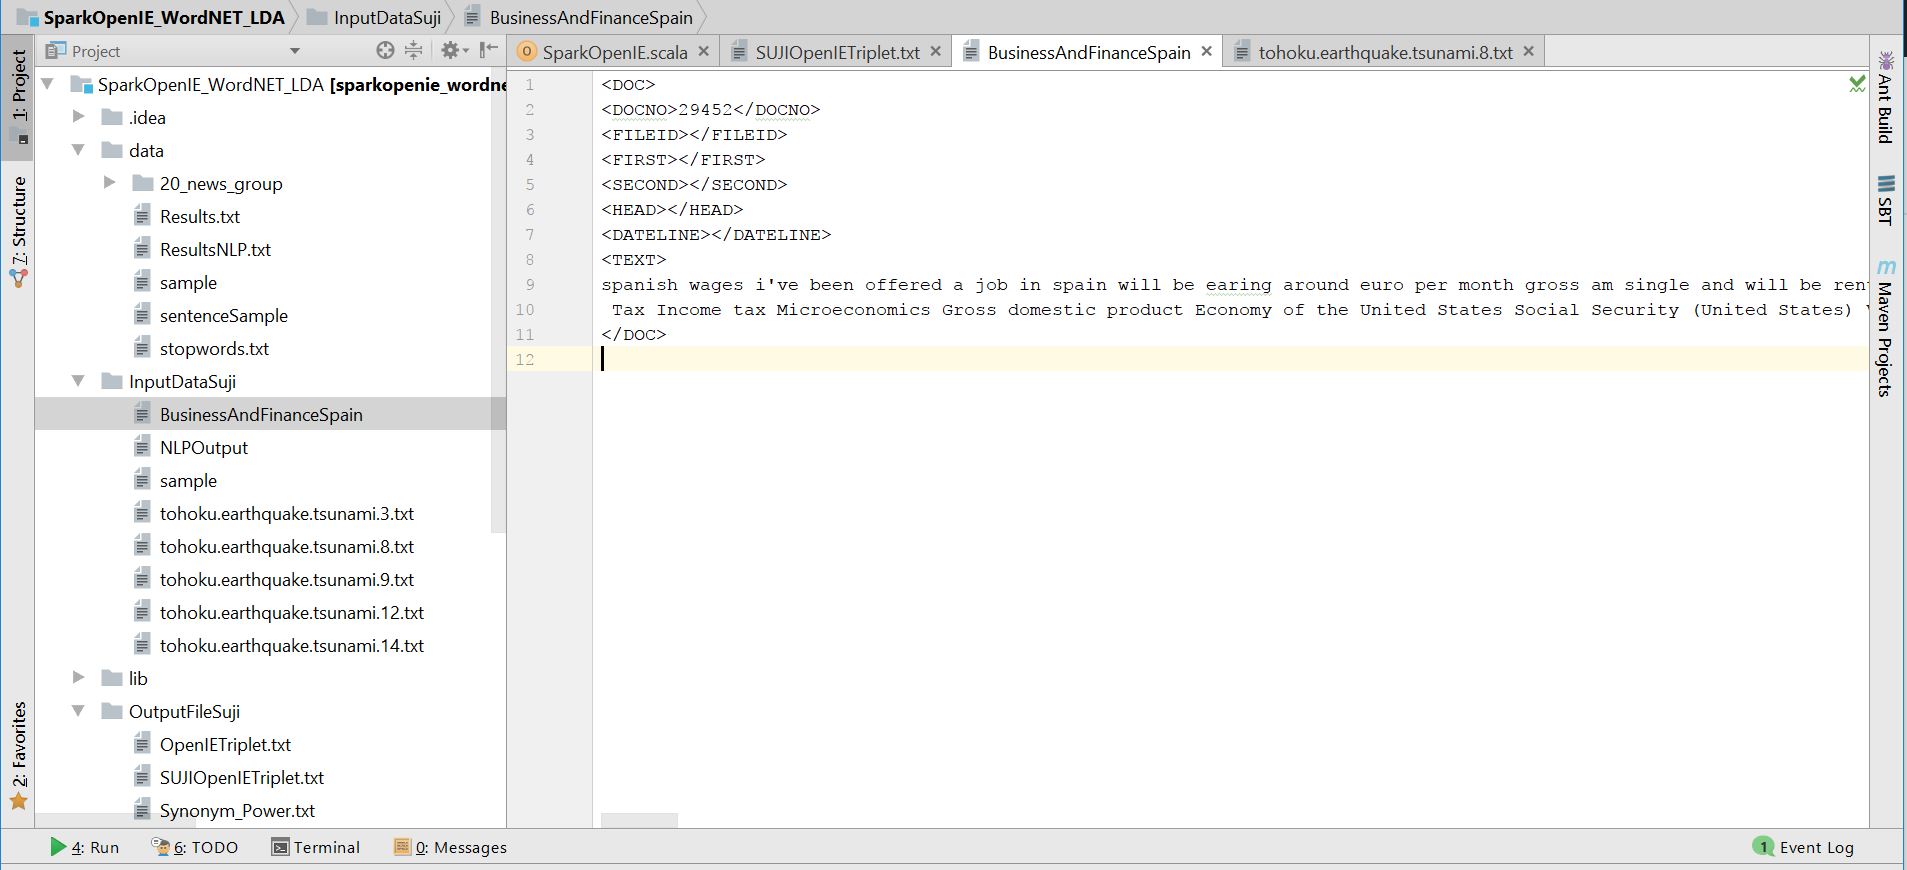 SparkOpenIE_WordNET_LDA InputDataSuji BusinessAndFinanceSpain
Project
SparkOpenIE.scala SUJIOpenIETriplet.txt BusinessAndFinanceSpain tohoku.earthquake.tsunami.8.txt
1: Project
7: Structure
2: Favorites
SparkOpenIE_WordNET_LDA [sparkopenie_wordne
.idea
data
20_news_group
Results.txt
ResultsNLP.txt
sample
sentenceSample
stopwords.txt
InputDataSuji
BusinessAndFinanceSpain
NLPOutput
sample
tohoku.earthquake.tsunami.3.txt
tohoku.earthquake.tsunami.8.txt
tohoku.earthquake.tsunami.9.txt
tohoku.earthquake.tsunami.12.txt
tohoku.earthquake.tsunami.14.txt
lib
OutputFileSuji
OpenIETriplet.txt
SUJIOpenIETriplet.txt
Synonym_Power.txt
1 <DOC>
2 <DOCNO>29452</DOCNO>
3 <FILEID></FILEID>
4 <FIRST></FIRST>
5 <SECOND></SECOND>
6 <HEAD></HEAD>
7 <DATELINE></DATELINE>
8 <TEXT>
9 spanish wages i've been offered a job in spain will be earing around euro per month gross am single and will be ren
10 Tax Income tax Microeconomics Gross domestic product Economy of the United States Social Security (United States)
11 </DOC>
12
Ant Build
SBT
m Maven Projects
4: Run 6: TODO Terminal 0: Messages 1 Event Log